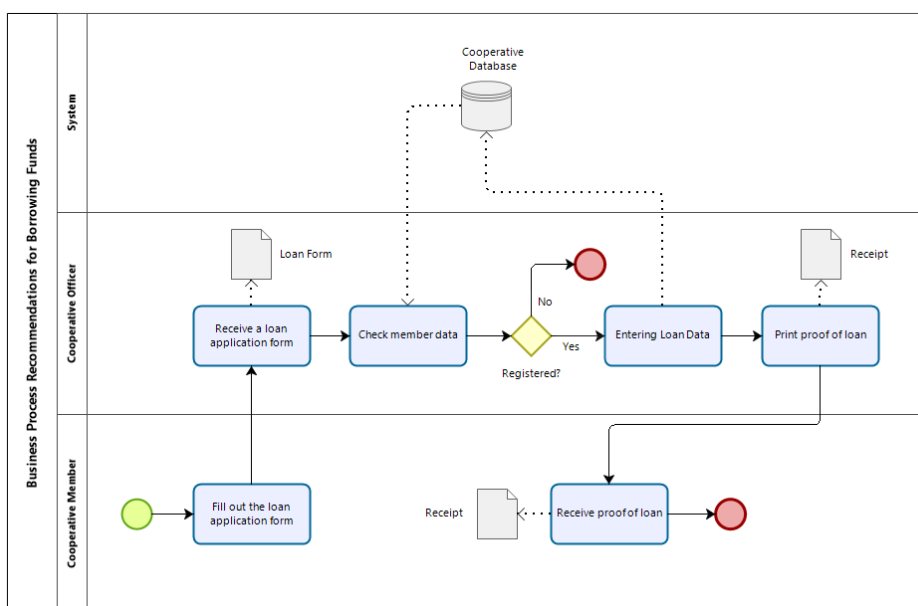 Business Process Recommendations for Borrowing Funds
System
Cooperative
Database
Cooperative Officer
Loan Form
Receipt
No
Receive a loan
application form
Check member data
Yes
Entering Loan Data
Print proof of loan
Registered?
Cooperative Member
Fill out the loan
application form
Receipt
Receive proof of loan